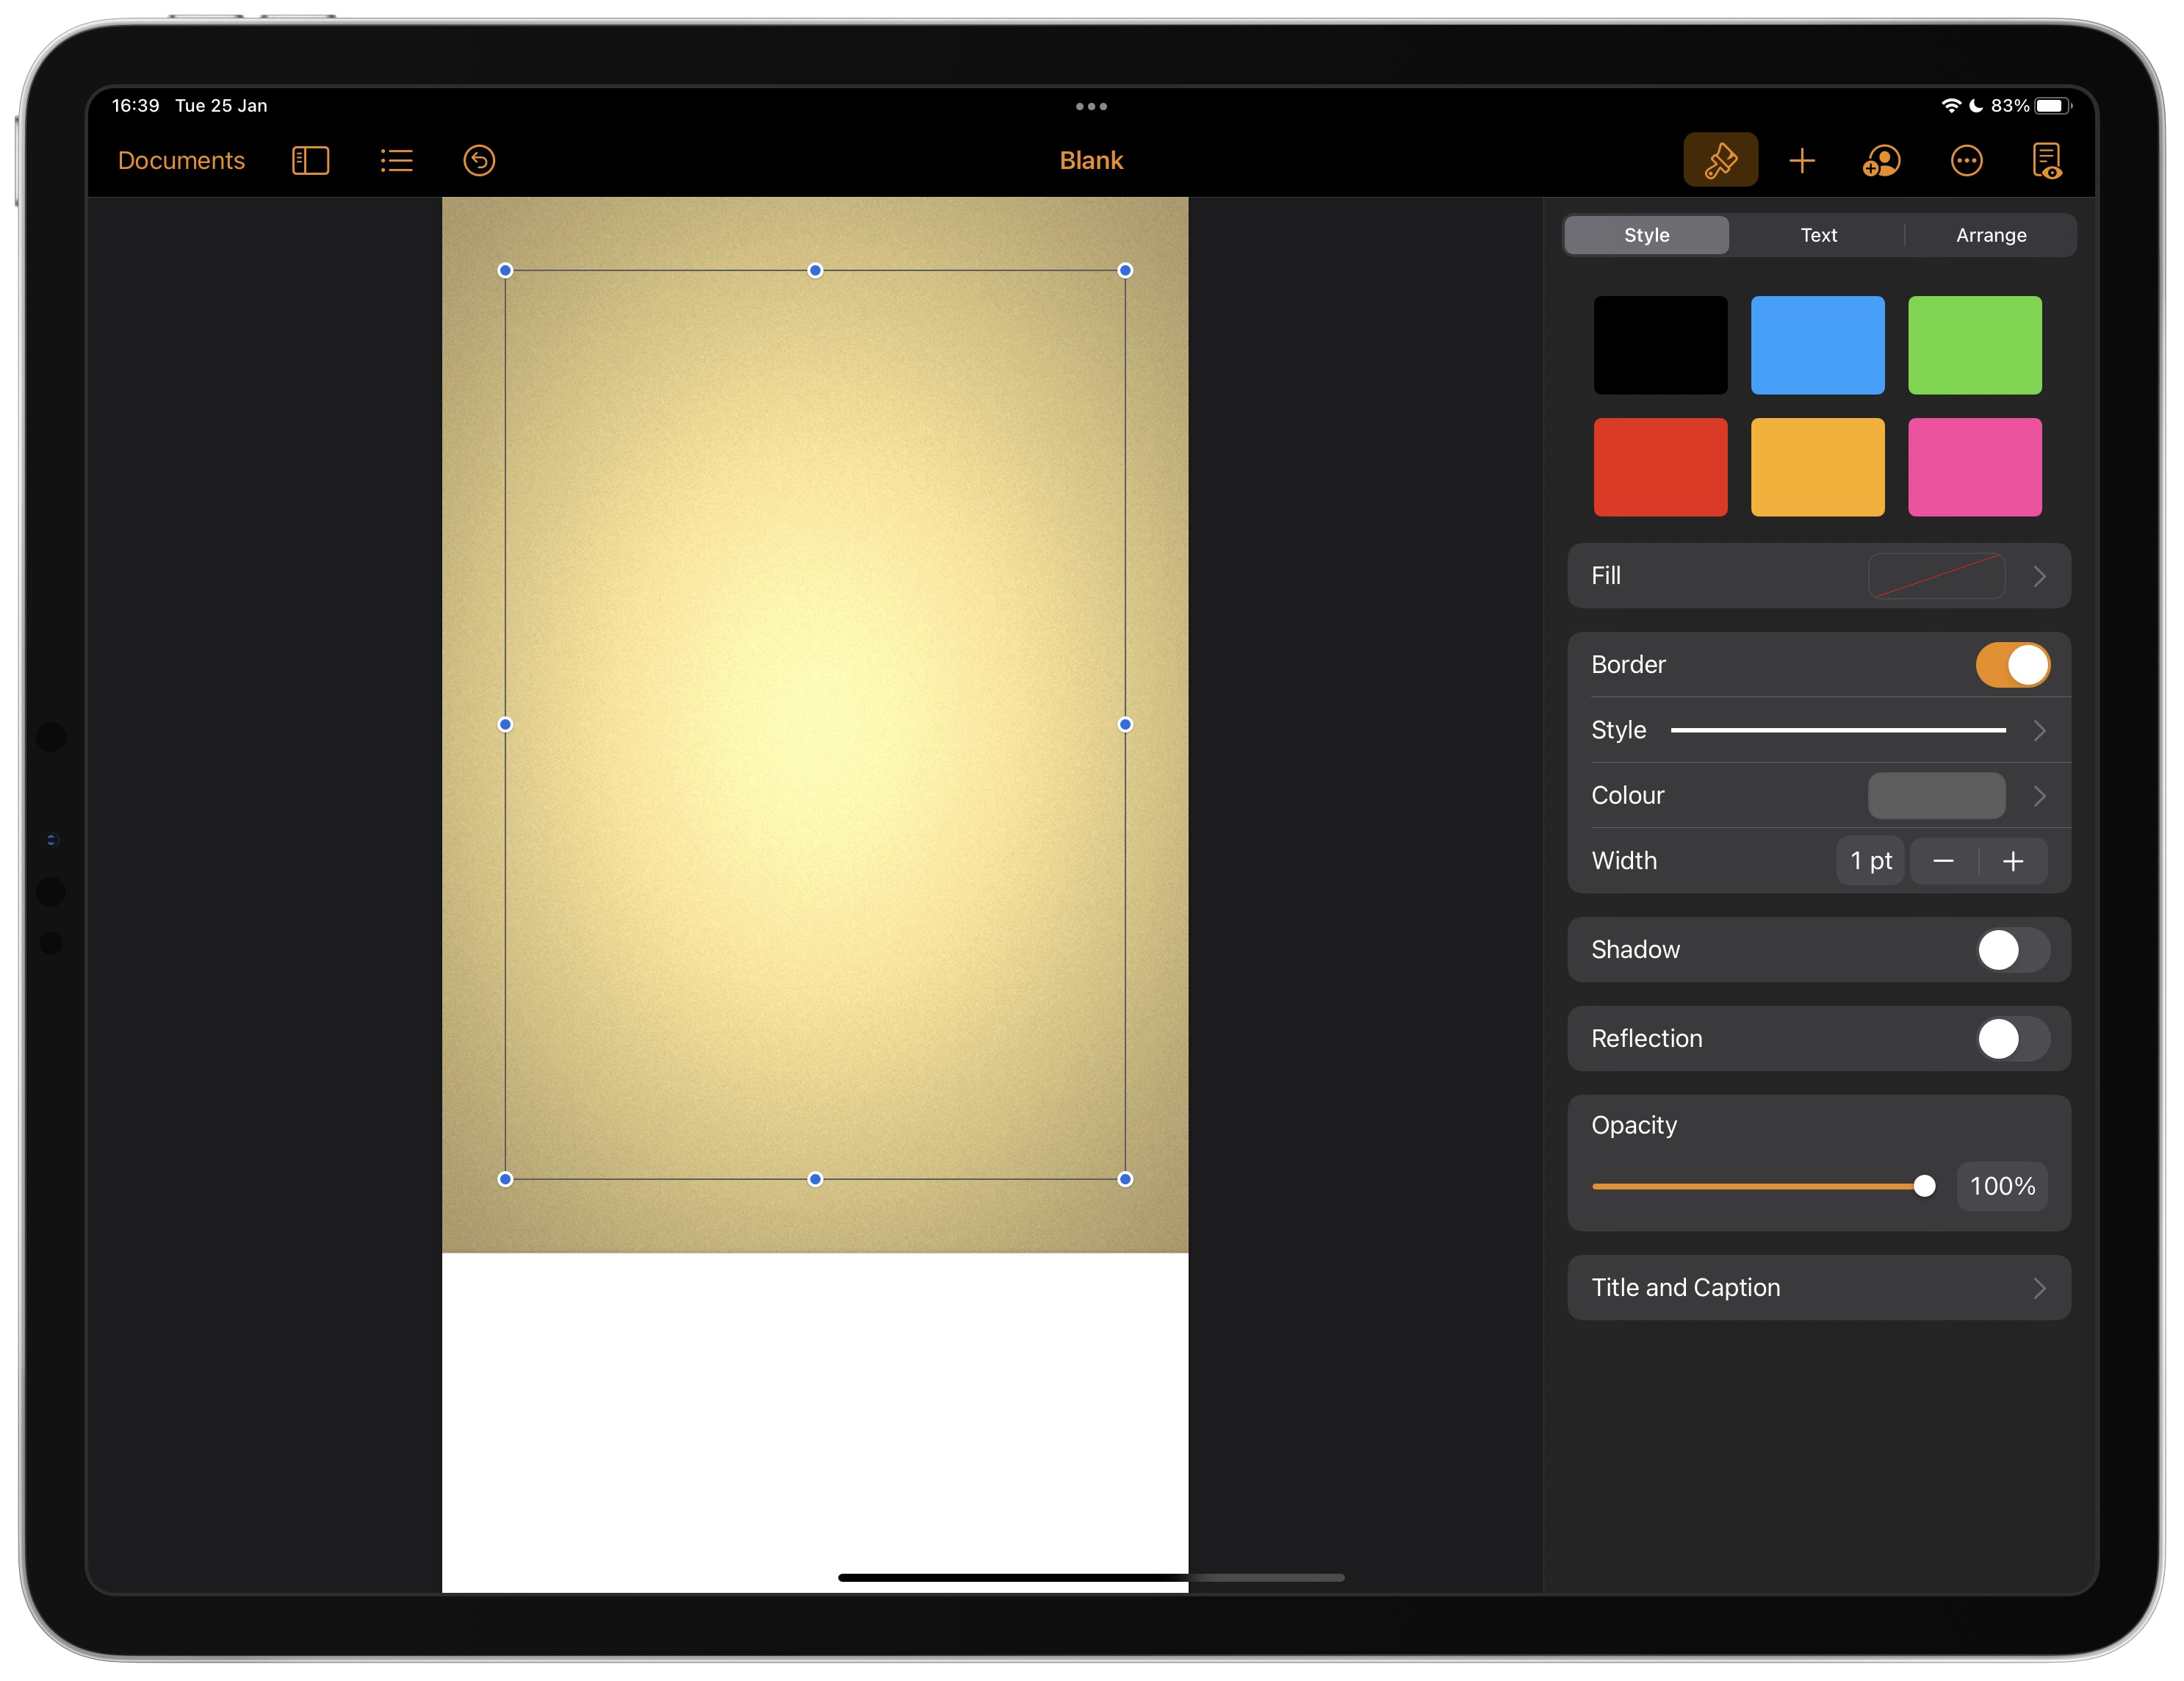 16:39 Tue 25 Jan
83%
Documents
Blank
Style Text Arrange
Fill
Border
Style
Colour
Width 1 pt
Shadow
Reflection
Opacity
100%
Title and Caption